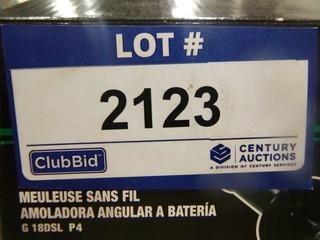 LOT #
2123
ClubBid
CENTURY
AUCTIONS
A DIVISION OF CENTURY SERVICES
MEULEUSE SANS FIL
AMOLADORA ANGULAR A BATERÍA
G 18DSL P4